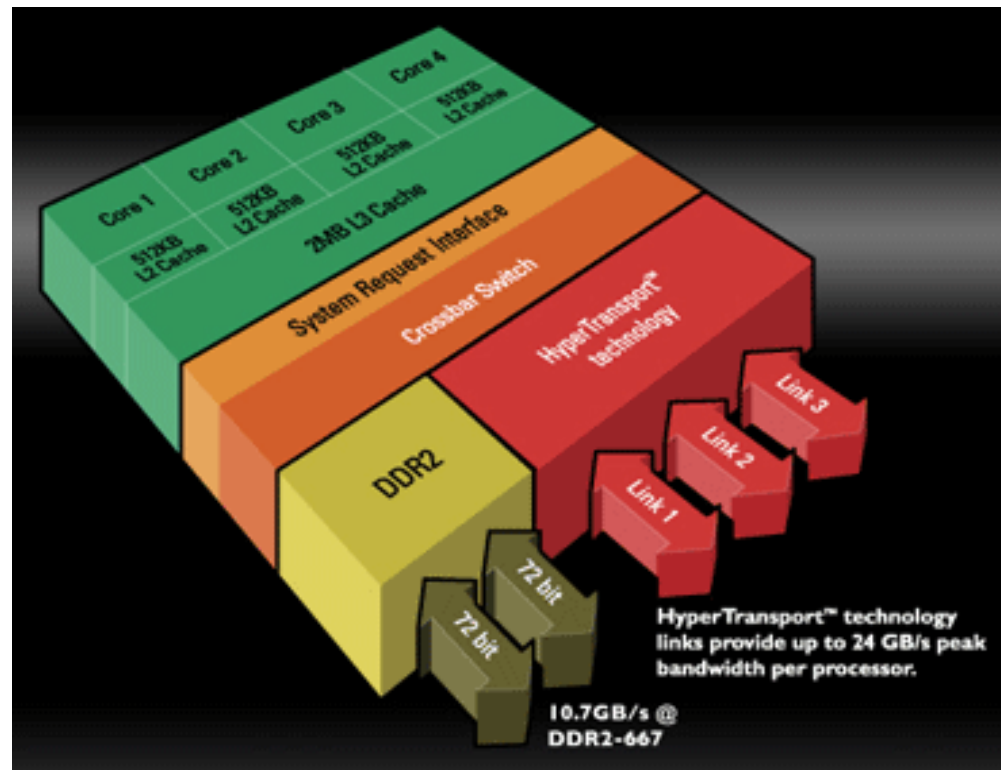 Core 1
Core 2
Core 3
Core 4
512KB
L2 Cache
512KB
L2 Cache
512KB
L2 Cache
512KB
L2 Cache
2MB L3 Cache
System Request Interface
Crossbar Switch
HyperTransport™
technology
DDR2
Link 1
Link 2
Link 3
72 bit
72 bit
HyperTransport™ technology
links provide up to 24 GB/s peak
bandwidth per processor.
10.7GB/s @
DDR2-667